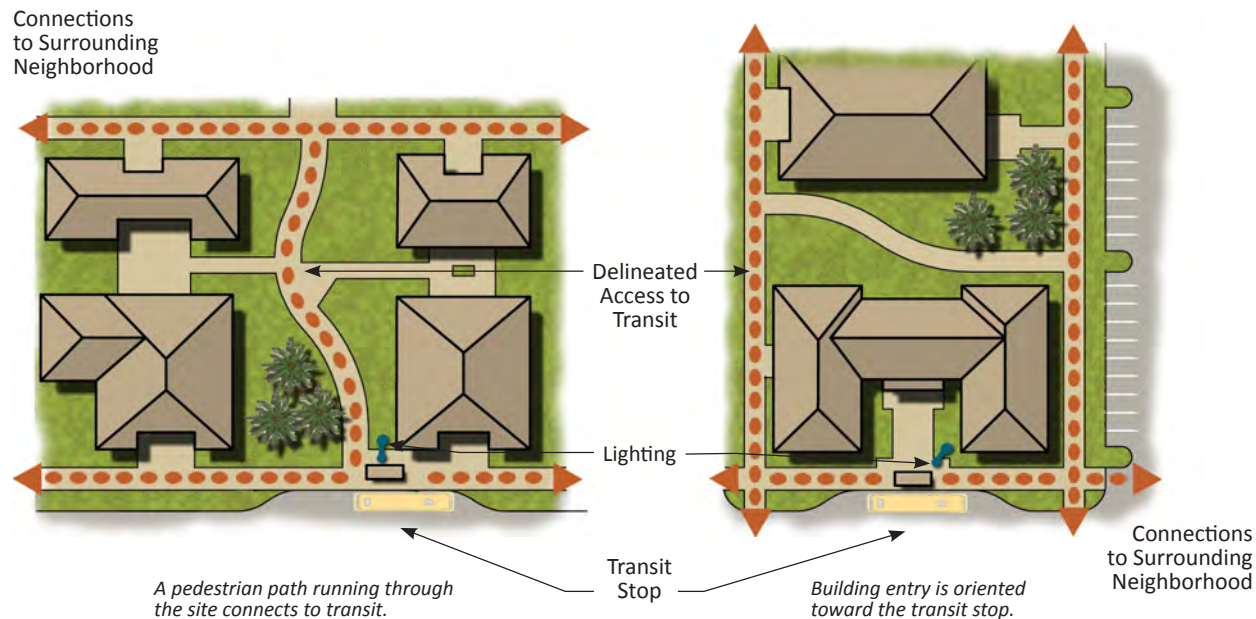 Connections
to Surrounding
Neighborhood
Delineated
Access to
Transit
Lighting
Transit
Stop
Connections
to Surrounding
Neighborhood
A pedestrian path running through
the site connects to transit.
Building entry is oriented
toward the transit stop.